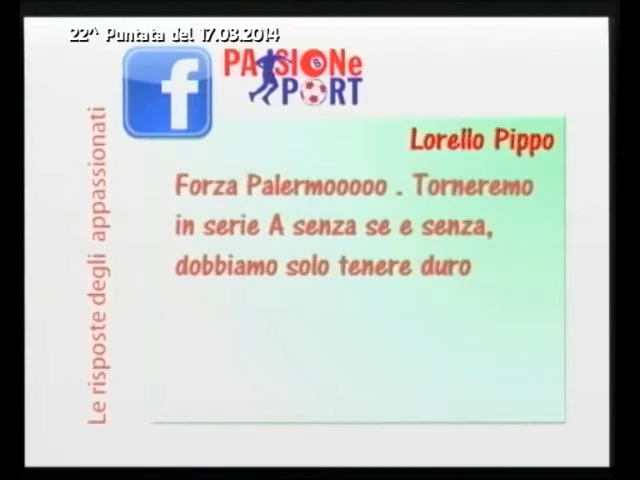 22^ Puntata del 17.03.2014
PASSIONe
SPORT
Lorello Pippo
Forza Palermooooo . Torneremo
in serie A senza se e senza,
dobbiamo solo tenere duro
Le risposte degli appassionati